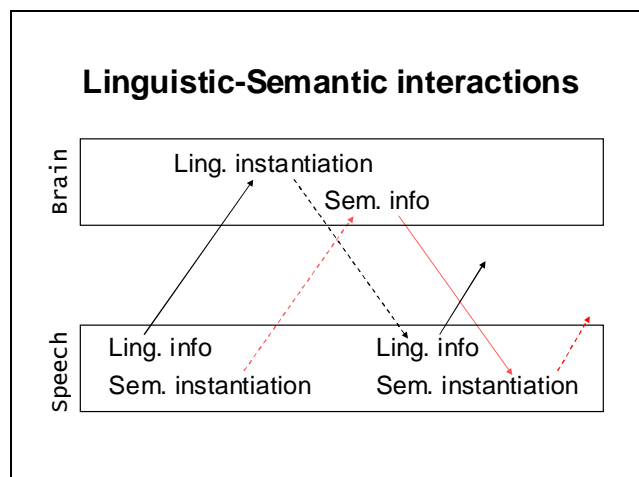 Linguistic-Semantic interactions
Brain
Ling. instantiation
Sem. info
Speech
Ling. info
Sem. instantiation
Ling. info
Sem. instantiation